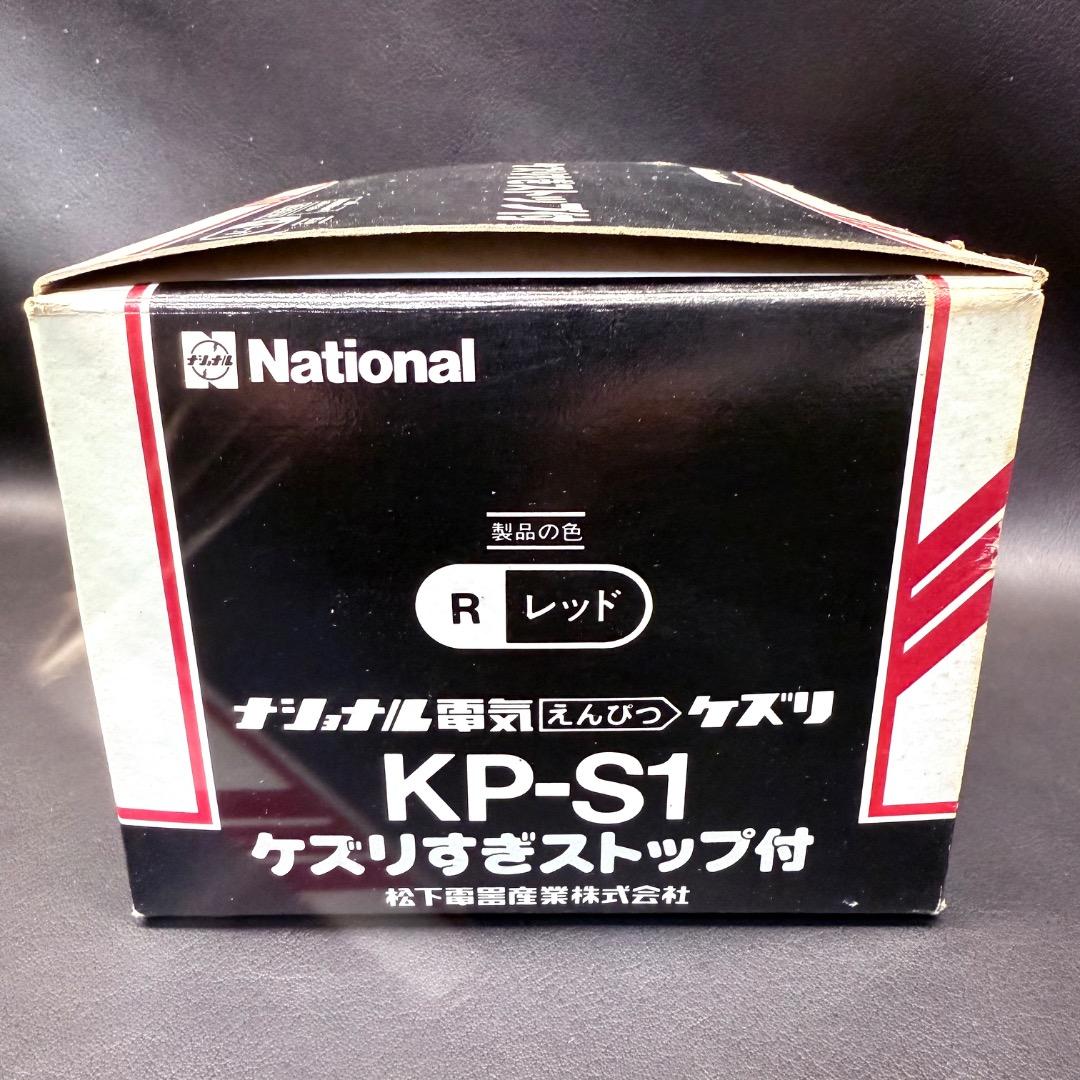 ナショナル National
製品の色
R レッド
ナショナル電気えんぴつケズリ
KP-S1
ケズリすぎストップ付
松下電器産業株式会社